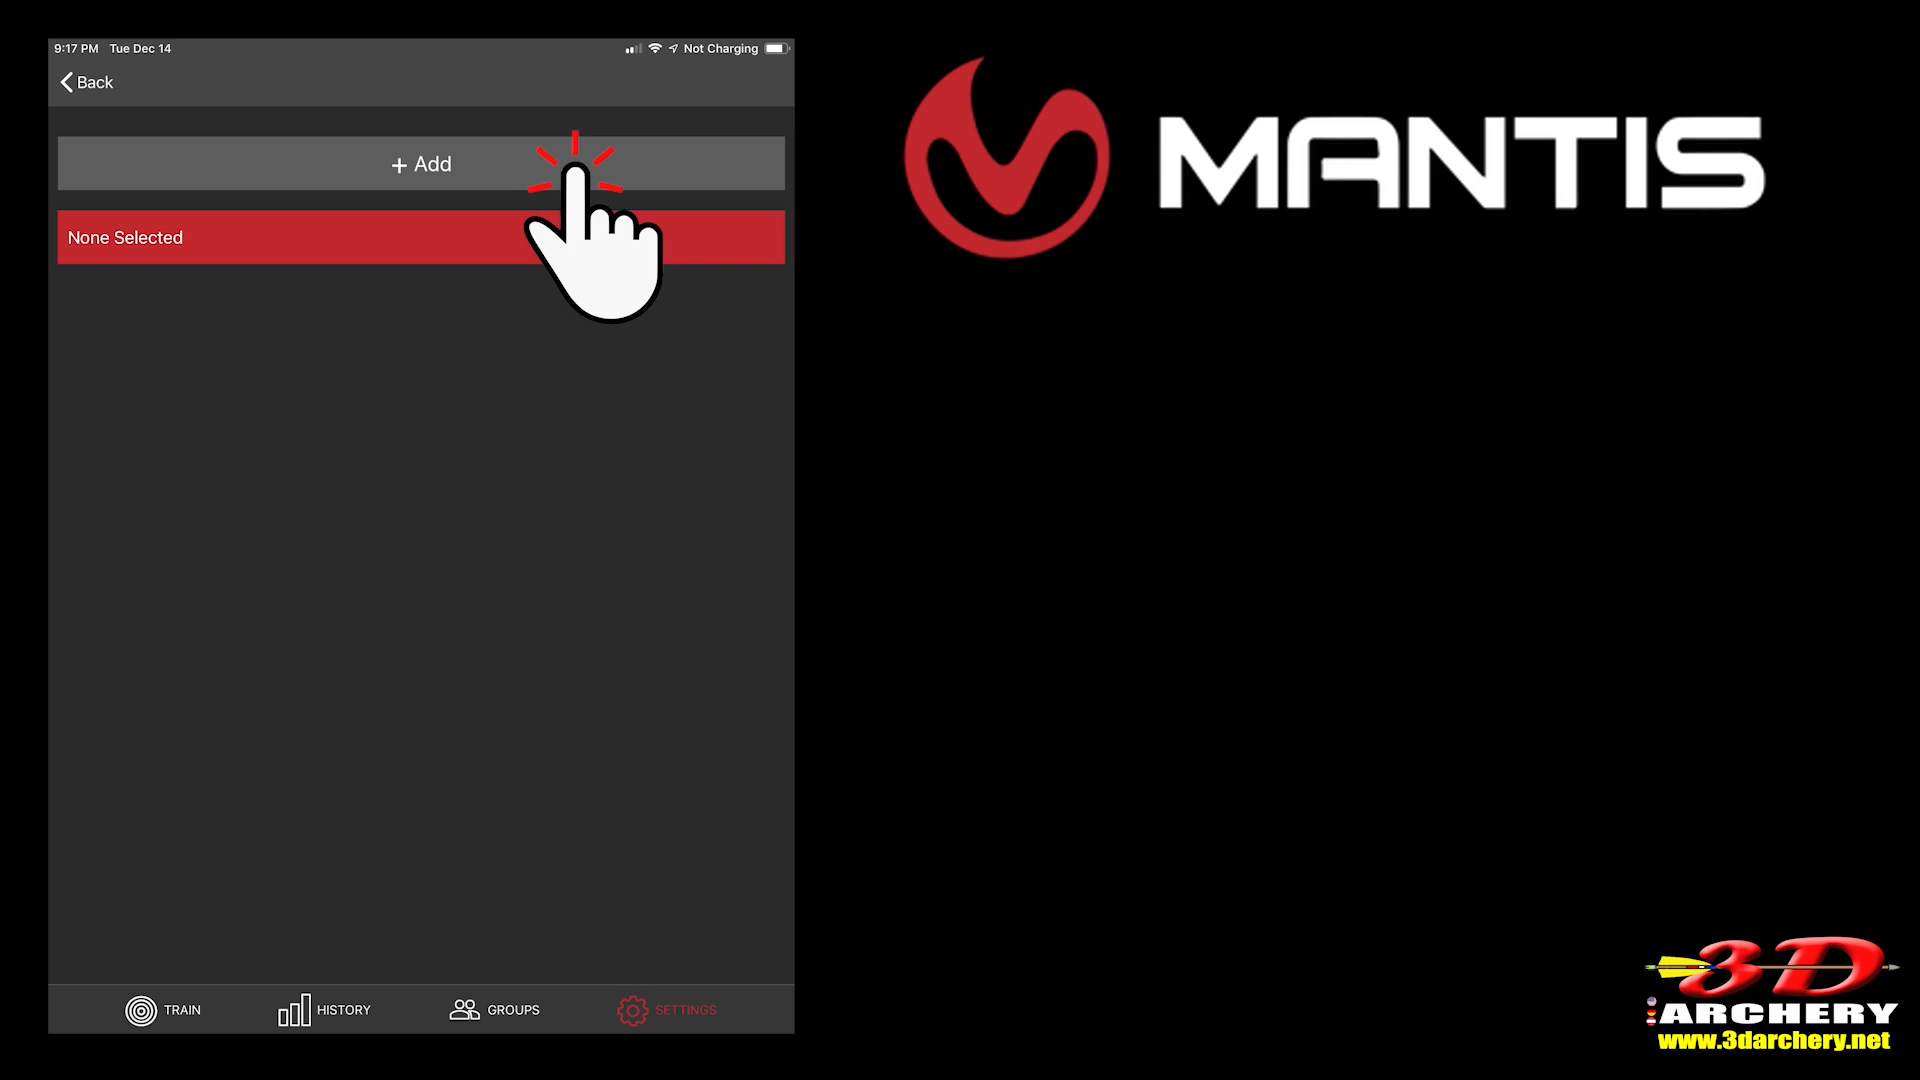 9:17 PM Tue Dec 14
Not Charging
Back
+ Add
None Selected
TRAIN
HISTORY
GROUPS
SETTINGS
MANTIS
3D
ARCHERY
www.3darchery.net